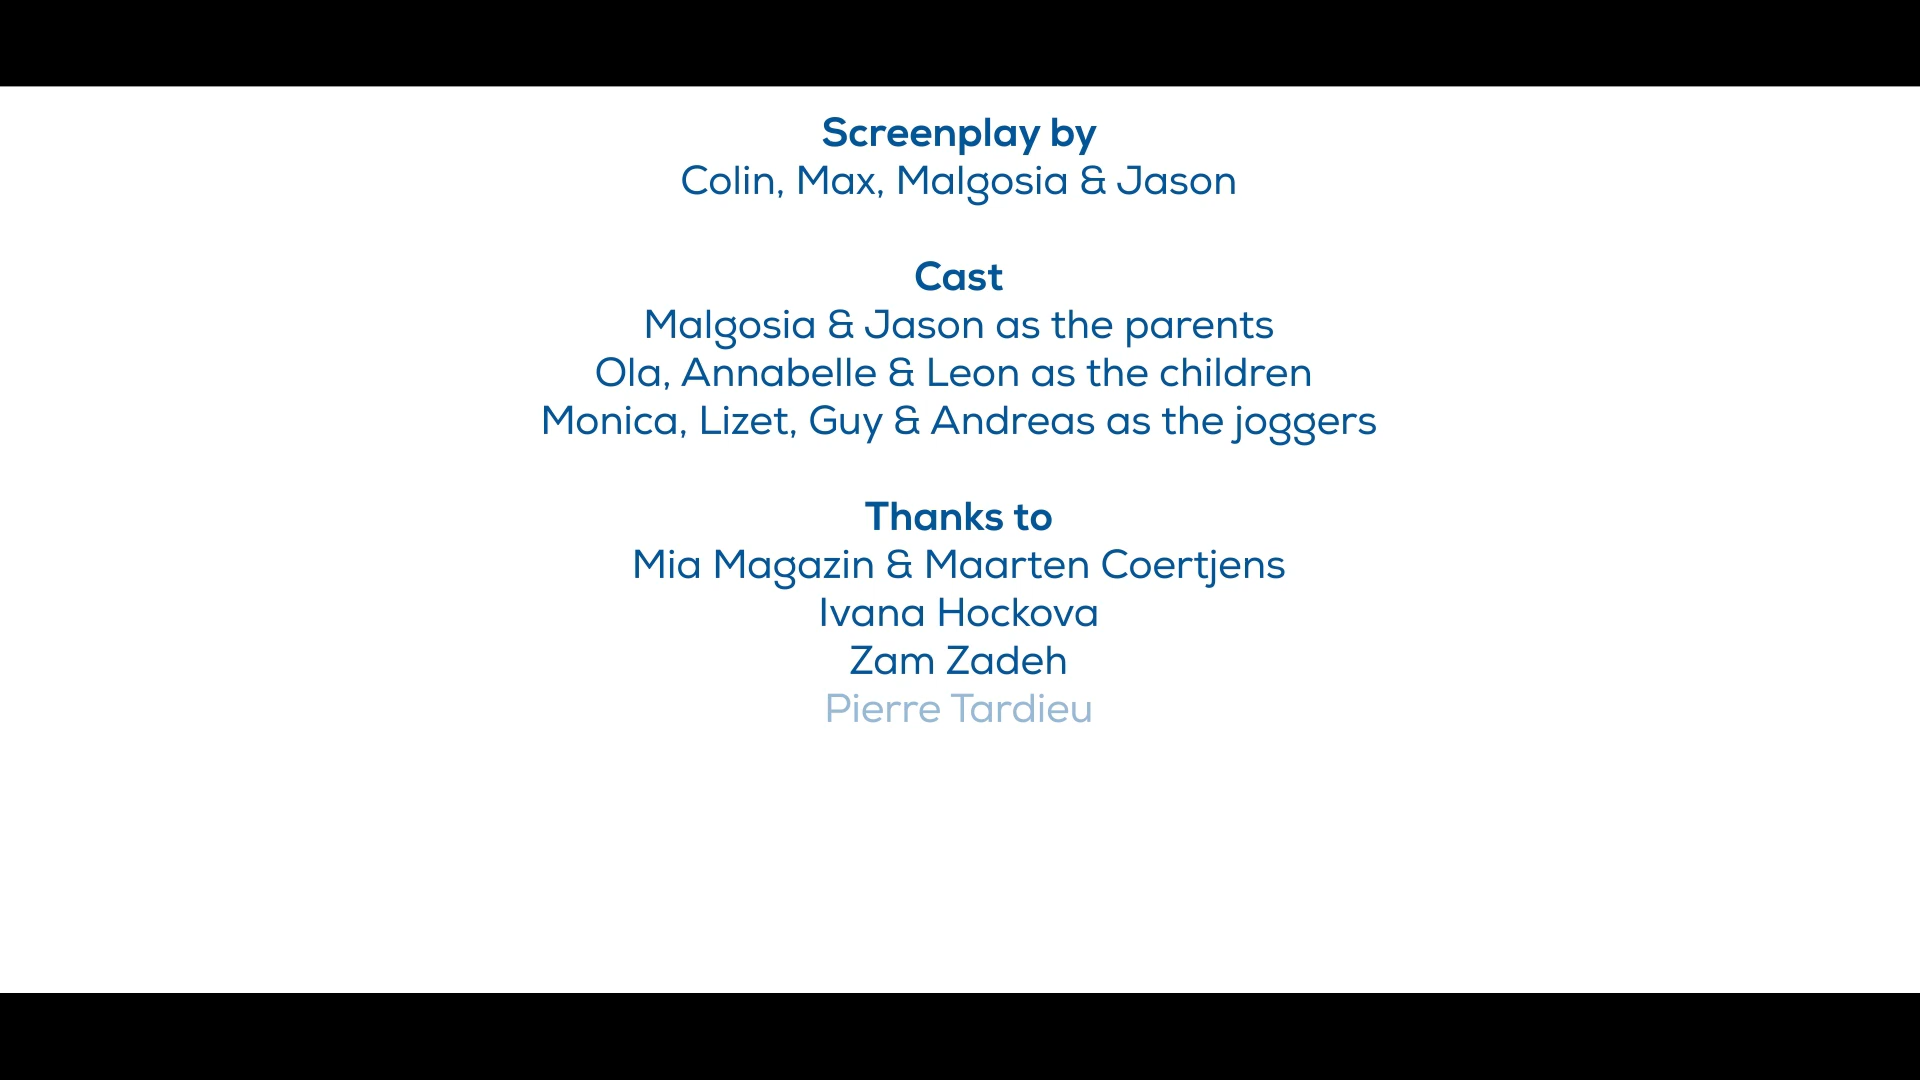 Screenplay by
Colin, Max, Malgosia & Jason
Cast
Malgosia & Jason as the parents
Ola, Annabelle & Leon as the children
Monica, Lizet, Guy & Andreas as the joggers
Thanks to
Mia Magazin & Maarten Coertjens
Ivana Hockova
Zam Zadeh
Pierre Tardieu